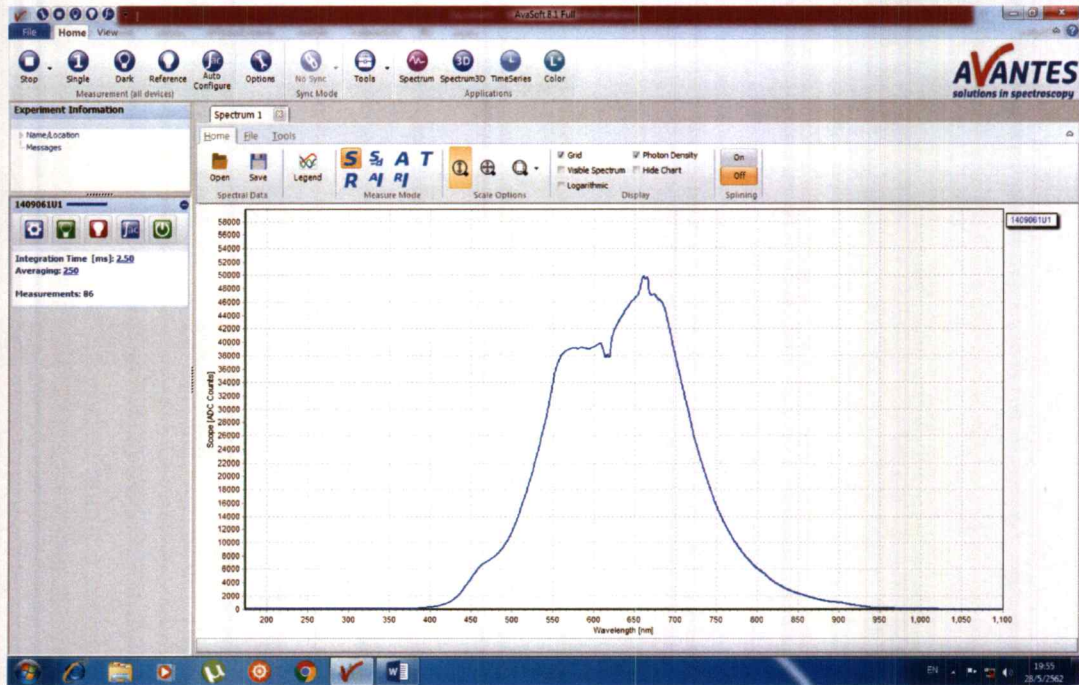 AvaSoft 8.1 Full
File Home View
Stop Single Dark Reference Auto Configure Options No Sync Tools Spectrum Spectrum3D TimeSeries Color
Measurement (all devices) Sync Mode Applications
AVANTES
solutions in spectroscopy
Experiment Information
Name/Location
Messages
1409061U1
Integration Time [ms]: 2.50
Averaging: 250
Measurements: 86
Spectrum 1
Home File Tools
Open Save Legend S A T
R
Grid Photon Density
Visible Spectrum Hide Chart
Logarithmic
On
Off
Spectral Data Measure Mode Scale Options Display Splining
1409061U1
Scope [ADC Counts]
58000
56000
54000
52000
50000
48000
46000
44000
42000
40000
38000
36000
34000
32000
30000
28000
26000
24000
22000
20000
18000
16000
14000
12000
10000
8000
6000
4000
2000
0
200 250 300 350 400 450 500 550 600 650 700 750 800 850 900 950 1,000 1,050 1,100
Wavelength [nm]
EN
19:55
28/5/2562